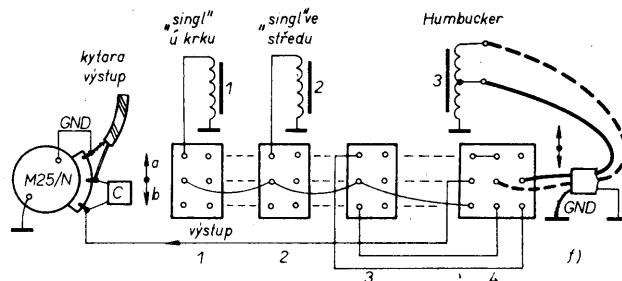 „singl"
u krku
„singl" ve
středu
Humbucker
kytara
výstup
1
2
3
GND
M25/N
C
a
b
GND
výstup
1
2
3
4
f)